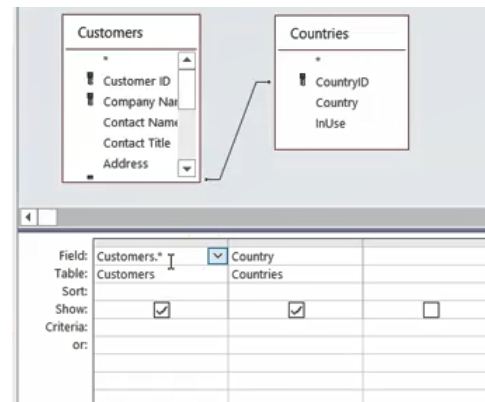 Customers
*
Customer ID
Company Nar
Contact Name
Contact Title
Address
Countries
*
CountryID
Country
InUse
Field: Customers.* Country
Table: Customers Countries
Sort:
Show:
Criteria:
or: